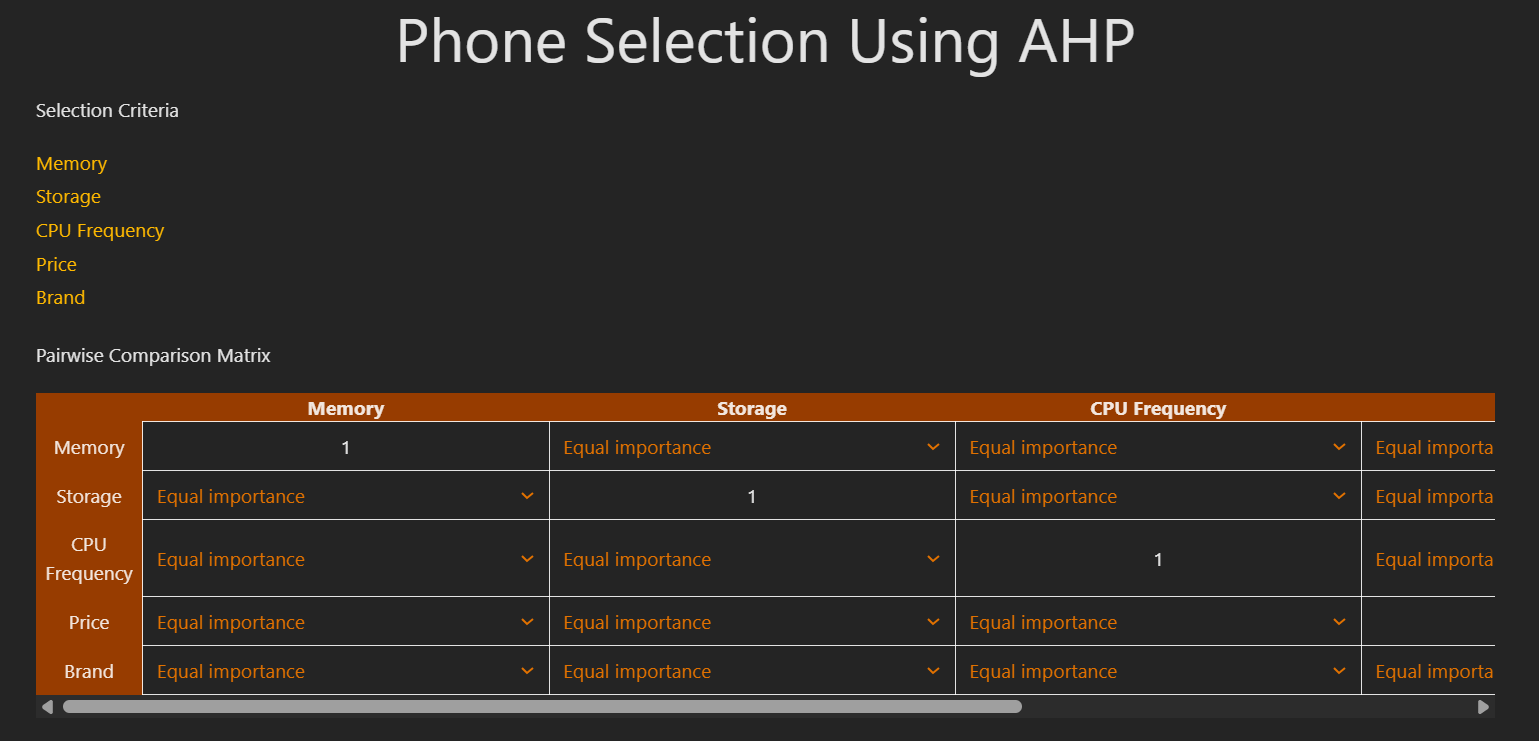 Phone Selection Using AHP
Selection Criteria
Memory
Storage
CPU Frequency
Price
Brand
Pairwise Comparison Matrix
Memory Storage CPU Frequency
Memory 1 Equal importance Equal importance Equal importa
Storage Equal importance 1 Equal importance Equal importa
CPU
Frequency Equal importance Equal importance 1 Equal importa
Price Equal importance Equal importance Equal importance
Brand Equal importance Equal importance Equal importance Equal importa